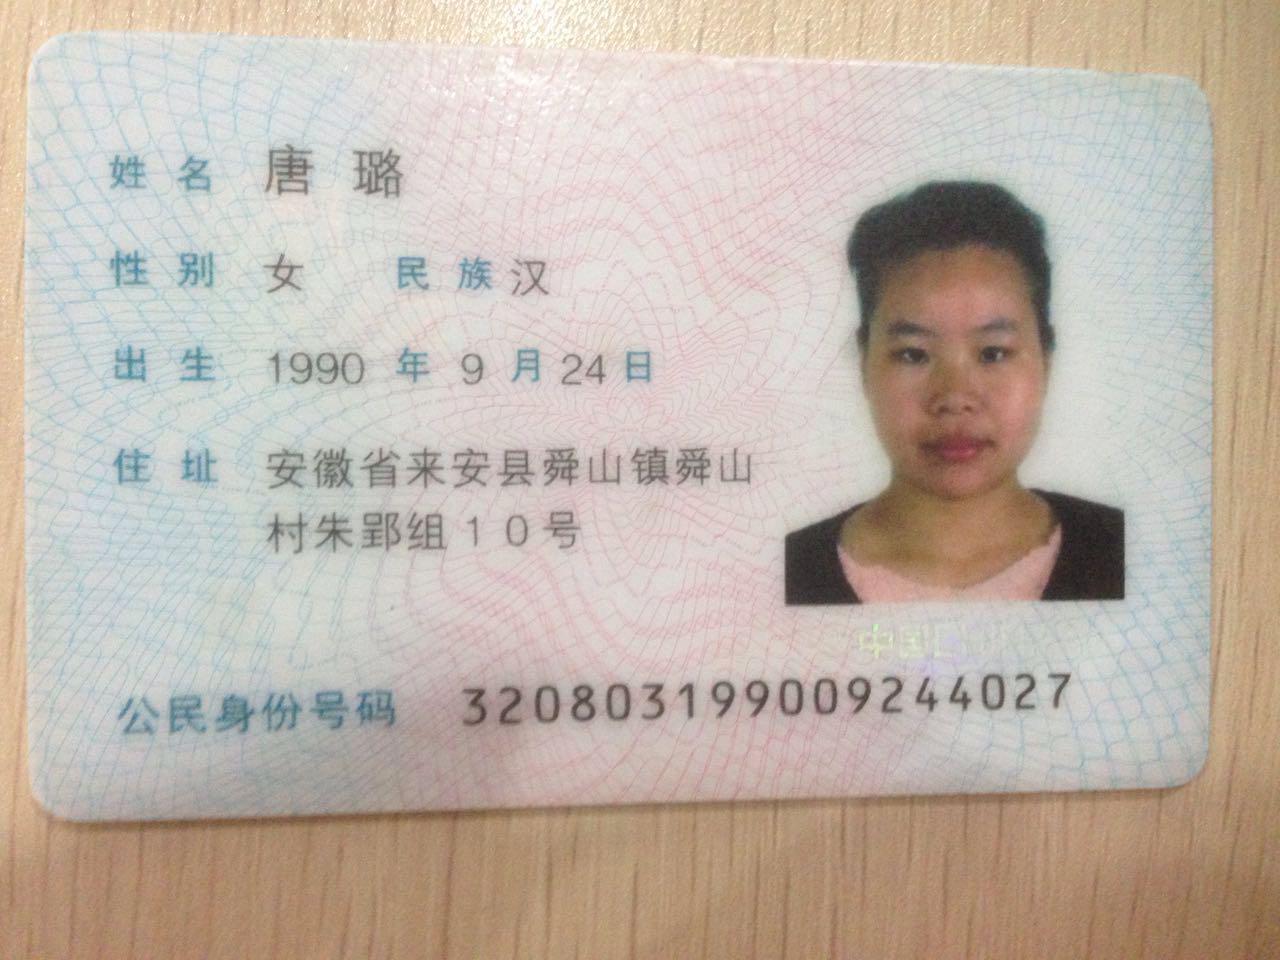 姓名 唐璐
性别 女 民族 汉
出生 1990 年 9 月 24 日
住址 安徽省来安县舜山镇舜山
村朱郢组10号
中国
公民身份号码 320803199009244027